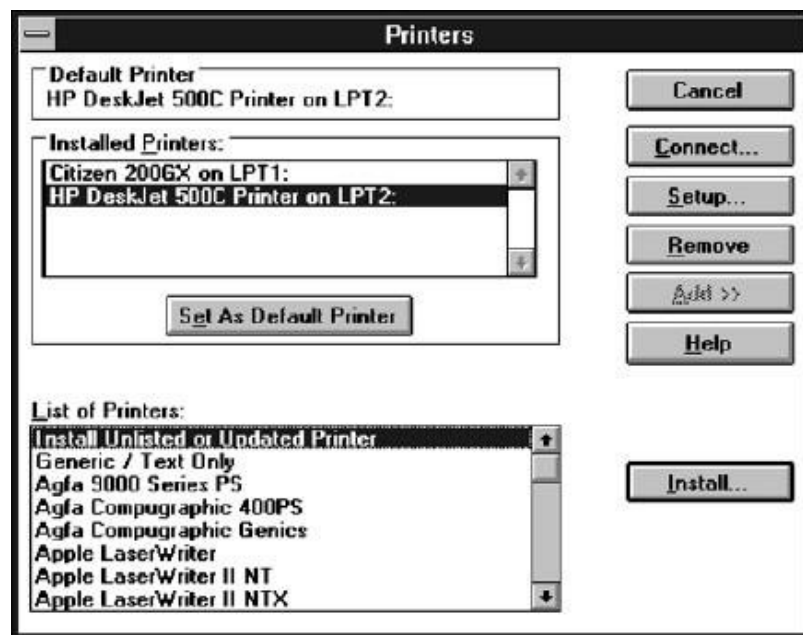 Printers
Default Printer
HP DeskJet 500C Printer on LPT2:
Installed Printers:
Citizen 200GX on LPT1:
HP DeskJet 500C Printer on LPT2:
Set As Default Printer
Cancel
Connect...
Setup...
Remove
Add >>
Help
List of Printers:
Install Unlisted or Updated Printer
Generic / Text Only
Agfa 9000 Series PS
Agfa Compugraphic 400PS
Agfa Compugraphic Genics
Apple LaserWriter
Apple LaserWriter II NT
Apple LaserWriter II NTX
Install...